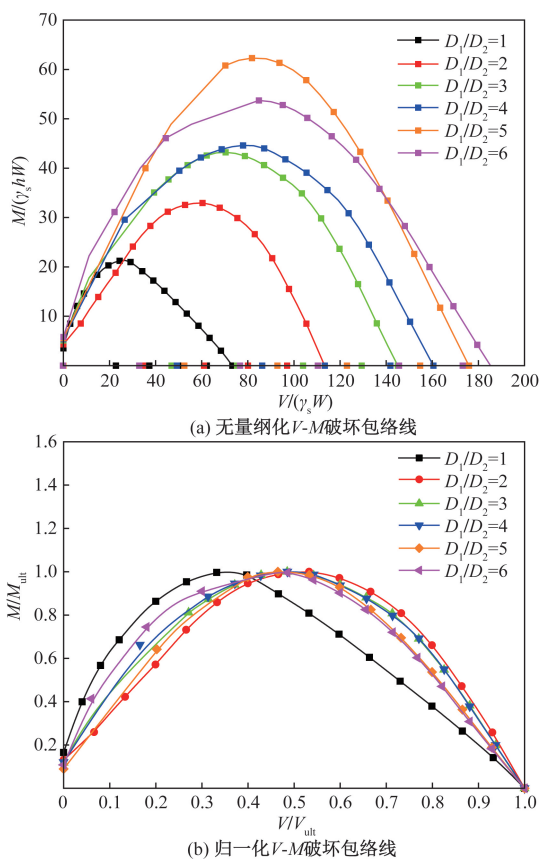 70
60
50
40
30
20
10
M/(γₛhW)
D₁/D₂=1
D₁/D₂=2
D₁/D₂=3
D₁/D₂=4
D₁/D₂=5
D₁/D₂=6
0 20 40 60 80 100 120 140 160 180 200
V/(γₛW)
(a) 无量纲化V-M破坏包络线
1.6
1.4
1.2
1.0
0.8
0.6
0.4
0.2
M/Mᵤₗₜ
D₁/D₂=1
D₁/D₂=2
D₁/D₂=3
D₁/D₂=4
D₁/D₂=5
D₁/D₂=6
0 0.1 0.2 0.3 0.4 0.5 0.6 0.7 0.8 0.9 1.0
V/Vᵤₗₜ
(b) 归一化V-M破坏包络线